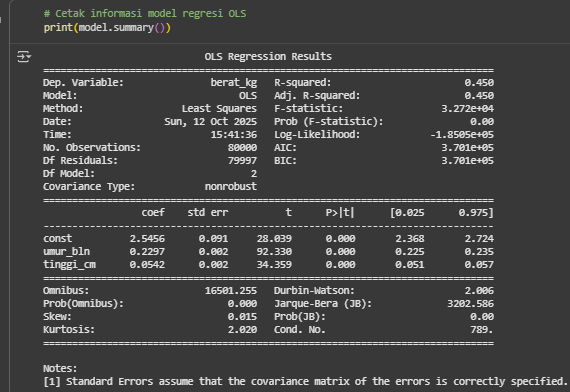 # Cetak informasi model regresi OLS
print(model.summary())
OLS Regression Results
==============================================================================
Dep. Variable: berat_kg R-squared: 0.450
Model: OLS Adj. R-squared: 0.450
Method: Least Squares F-statistic: 3.272e+04
Date: Sun, 12 Oct 2025 Prob (F-statistic): 0.00
Time: 15:41:36 Log-Likelihood: -1.8505e+05
No. Observations: 80000 AIC: 3.701e+05
Df Residuals: 79997 BIC: 3.701e+05
Df Model: 2
Covariance Type: nonrobust
==============================================================================
coef std err t P>|t| [0.025 0.975]
------------------------------------------------------------------------------
const 2.5456 0.091 28.039 0.000 2.368 2.724
umur_bln 0.2297 0.002 92.330 0.000 0.225 0.235
tinggi_cm 0.0542 0.002 34.359 0.000 0.051 0.057
==============================================================================
Omnibus: 16501.255 Durbin-Watson: 2.006
Prob(Omnibus): 0.000 Jarque-Bera (JB): 3202.586
Skew: 0.015 Prob(JB): 0.00
Kurtosis: 2.020 Cond. No. 789.
==============================================================================
Notes:
[1] Standard Errors assume that the covariance matrix of the errors is correctly specified.